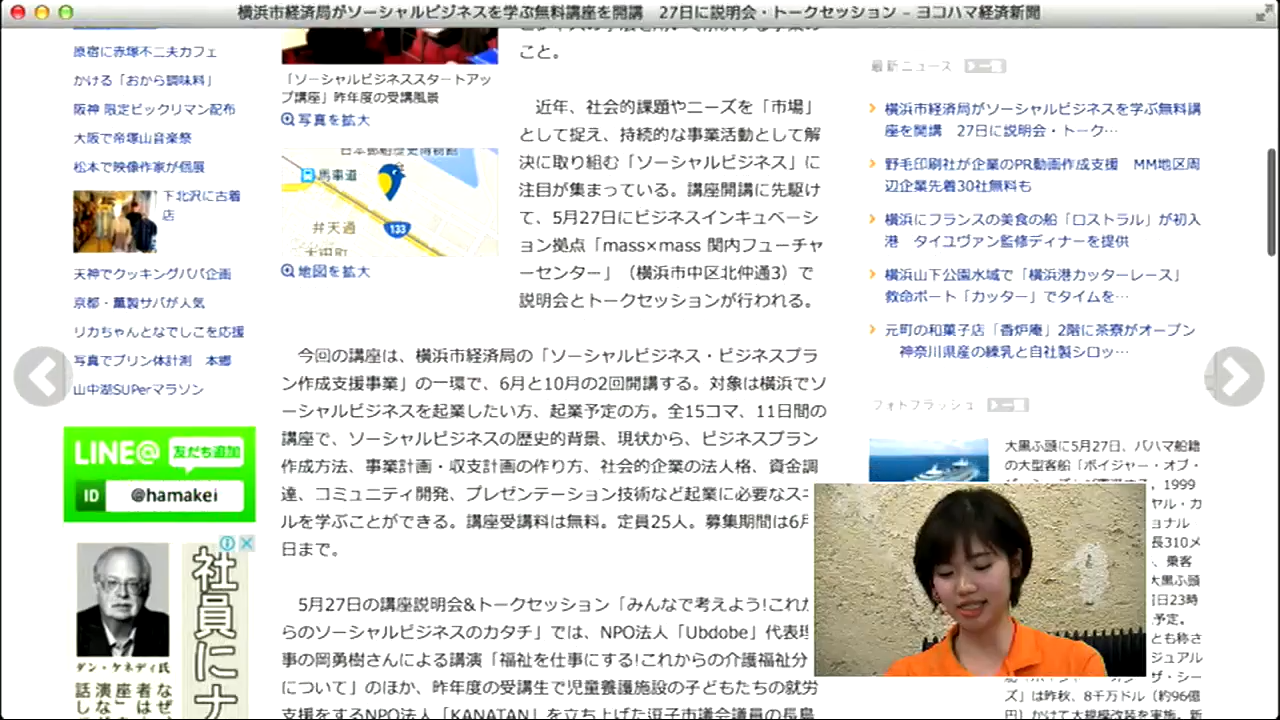 横浜市経済局がソーシャルビジネスを学ぶ無料講座を開講　27日に説明会・トークセッション – ヨコハマ経済新聞
原宿に赤塚不二夫カフェ
かける「おから調味料」
阪神 限定ビックリマン配布
大阪で帝塚山音楽祭
松本で映像作家が個展
下北沢に古着
店
天神でクッキングパパ企画
京都・薫製サバが人気
リカちゃんとなでしこを応援
写真でプリン体計測　本郷
山中湖SUPerマラソン
LINE@ 友だち追加
ID @hamakei
社員にナ
ダン・ケネディ氏
「ソーシャルビジネススタートアッ
プ講座」昨年度の受講風景
写真を拡大
馬車道
弁天通
133
地図を拡大
こと。
近年、社会的課題やニーズを「市場」
として捉え、持続的な事業活動として解
決に取り組む「ソーシャルビジネス」に
注目が集まっている。講座開講に先駆け
て、5月27日にビジネスインキュベーシ
ョン拠点「mass×mass 関内フューチャ
ーセンター」（横浜市中区北仲通3）で
説明会とトークセッションが行われる。
今回の講座は、横浜市経済局の「ソーシャルビジネス・ビジネスプラ
ン作成支援事業」の一環で、6月と10月の2回開講する。対象は横浜でソ
ーシャルビジネスを起業したい方、起業予定の方。全15コマ、11日間の
講座で、ソーシャルビジネスの歴史的背景、現状から、ビジネスプラン
作成方法、事業計画・収支計画の作り方、社会的企業の法人格、資金調
達、コミュニティ開発、プレゼンテーション技術など起業に必要なスキ
ルを学ぶことができる。講座受講料は無料。定員25人。募集期間は6月
日まで。
5月27日の講座説明会&トークセッション「みんなで考えよう!これか
らのソーシャルビジネスのカタチ」では、NPO法人「Ubdobe」代表理
事の岡勇樹さんによる講演「福祉を仕事にする!これからの介護福祉分
について」のほか、昨年度の受講生で児童養護施設の子どもたちの就労
支援をするNPO法人「KANATAN」を立ち上げた逗子市議会議員の長島
最新ニュース 一覧
横浜市経済局がソーシャルビジネスを学ぶ無料講
座を開講　27日に説明会・トーク…
野毛印刷社が企業のPR動画作成支援　MM地区周
辺企業先着30社無料も
横浜にフランスの美食の船「ロストラル」が初入
港　タイユヴァン監修ディナーを提供
横浜山下公園水域で「横浜港カッターレース」
救命ボート「カッター」でタイムを…
元町の和菓子店「香炉庵」2階に茶寮がオープン
神奈川県産の練乳と自社製シロッ…
フォトフラッシュ 一覧
大黒ふ頭に5月27日、バハマ船籍
の大型客船「ボイジャー・オブ・
、1999
ヤル・カ
ョナル
長310メ
、乗客
大黒ふ頭
日23時
予定。
とも称さ
ジュアル
ザ・シー
ズ」は昨秋、8千万ドル（約96億
円）かけて大規模改装を実施。新